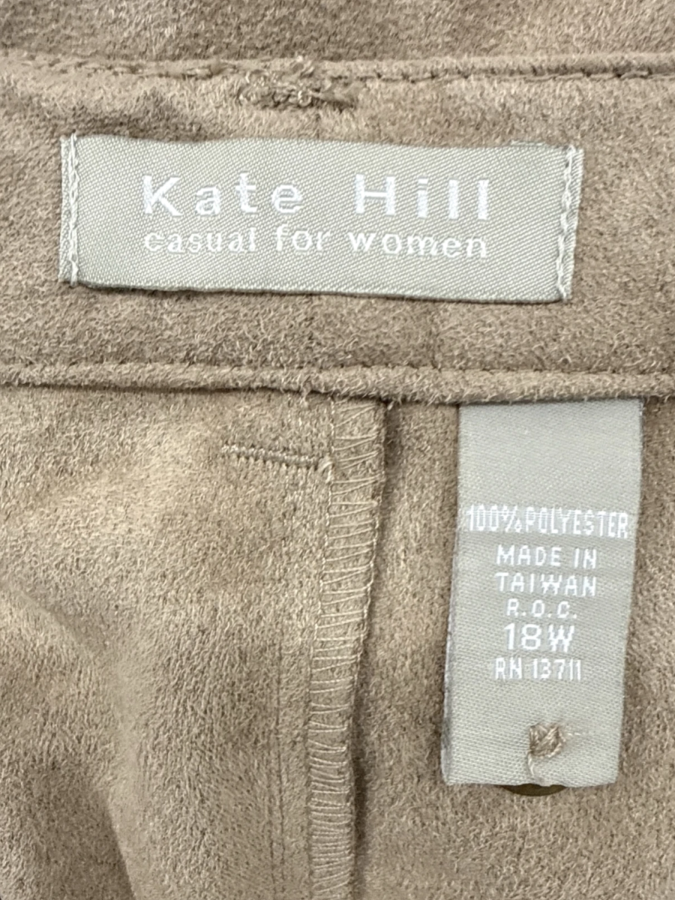 Kate Hill
casual for women
100% POLYESTER
MADE IN
TAIWAN
R.O.C.
18W
RN 13711